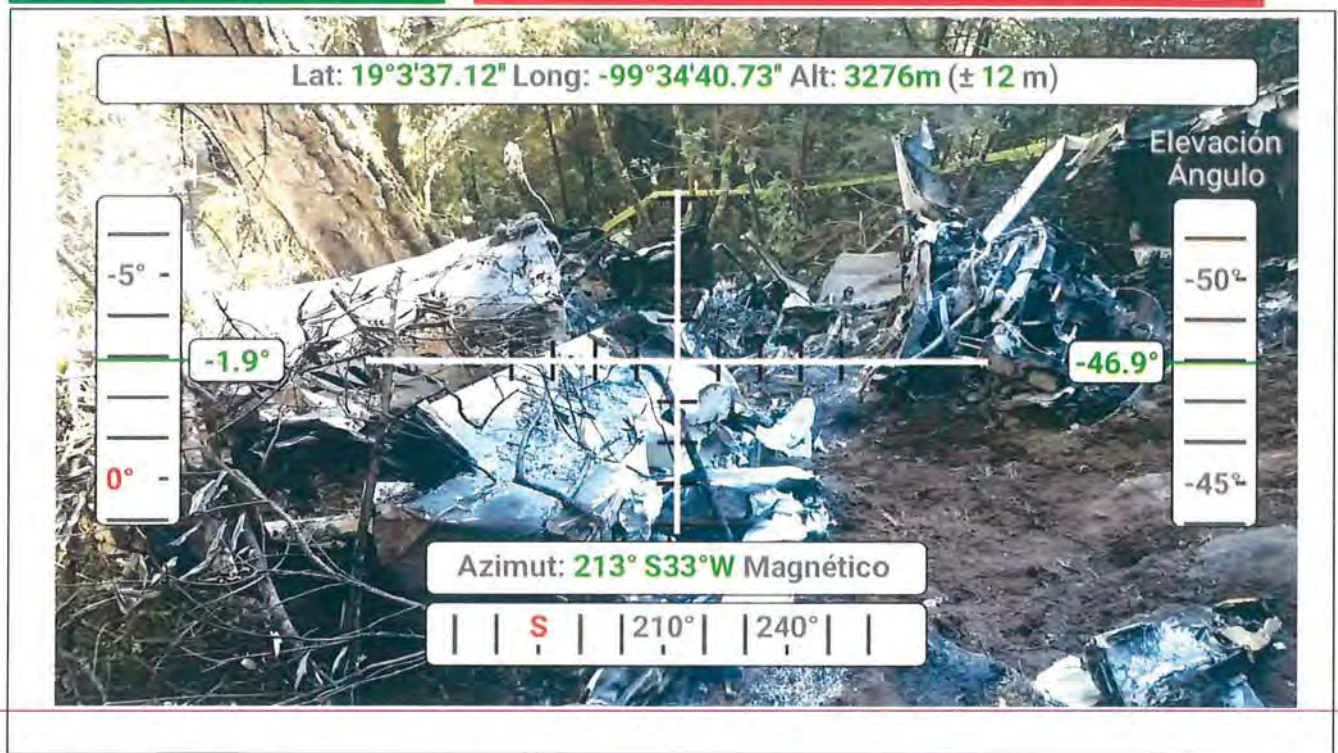 Lat: 19°3'37.12" Long: -99°34'40.73" Alt: 3276m (± 12 m)
Elevación
Ángulo
-5°
-50°
-1.9°
-46.9°
0°
-45°
Azimut: 213° S33°W Magnético
S 210° 240°